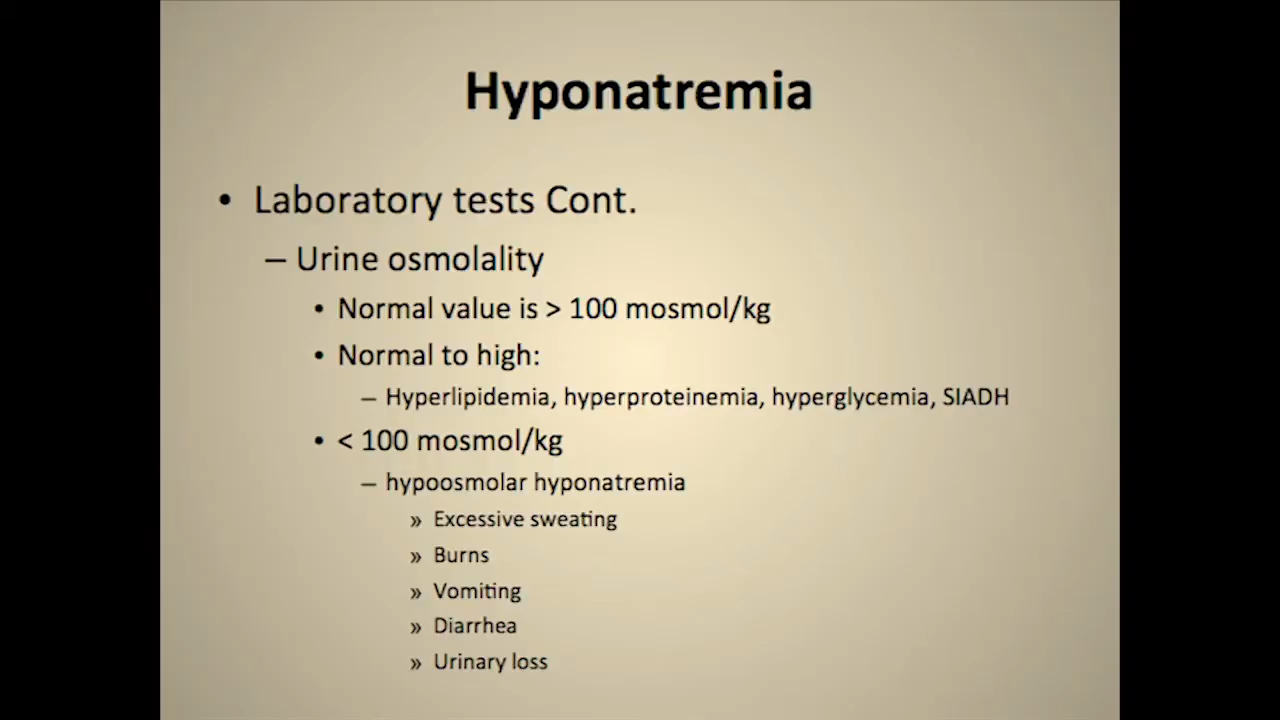 Hyponatremia
• Laboratory tests Cont.
– Urine osmolality
• Normal value is > 100 mosmol/kg
• Normal to high:
– Hyperlipidemia, hyperproteinemia, hyperglycemia, SIADH
• < 100 mosmol/kg
– hypoosmolar hyponatremia
» Excessive sweating
» Burns
» Vomiting
» Diarrhea
» Urinary loss